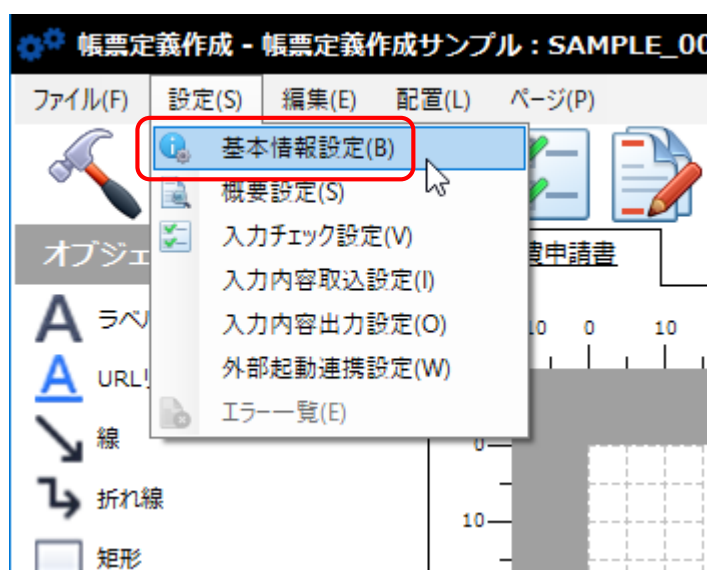 帳票定義作成 - 帳票定義作成サンプル : SAMPLE_00
ファイル(F) 設定(S) 編集(E) 配置(L) ページ(P)
基本情報設定(B)
概要設定(S)
入力チェック設定(V)
入力内容取込設定(I)
入力内容出力設定(O)
外部起動連携設定(W)
エラー一覧(E)
オブジェ
申請書
A ラベル
A URLリ
線
折れ線
矩形
10 0 10
0
10